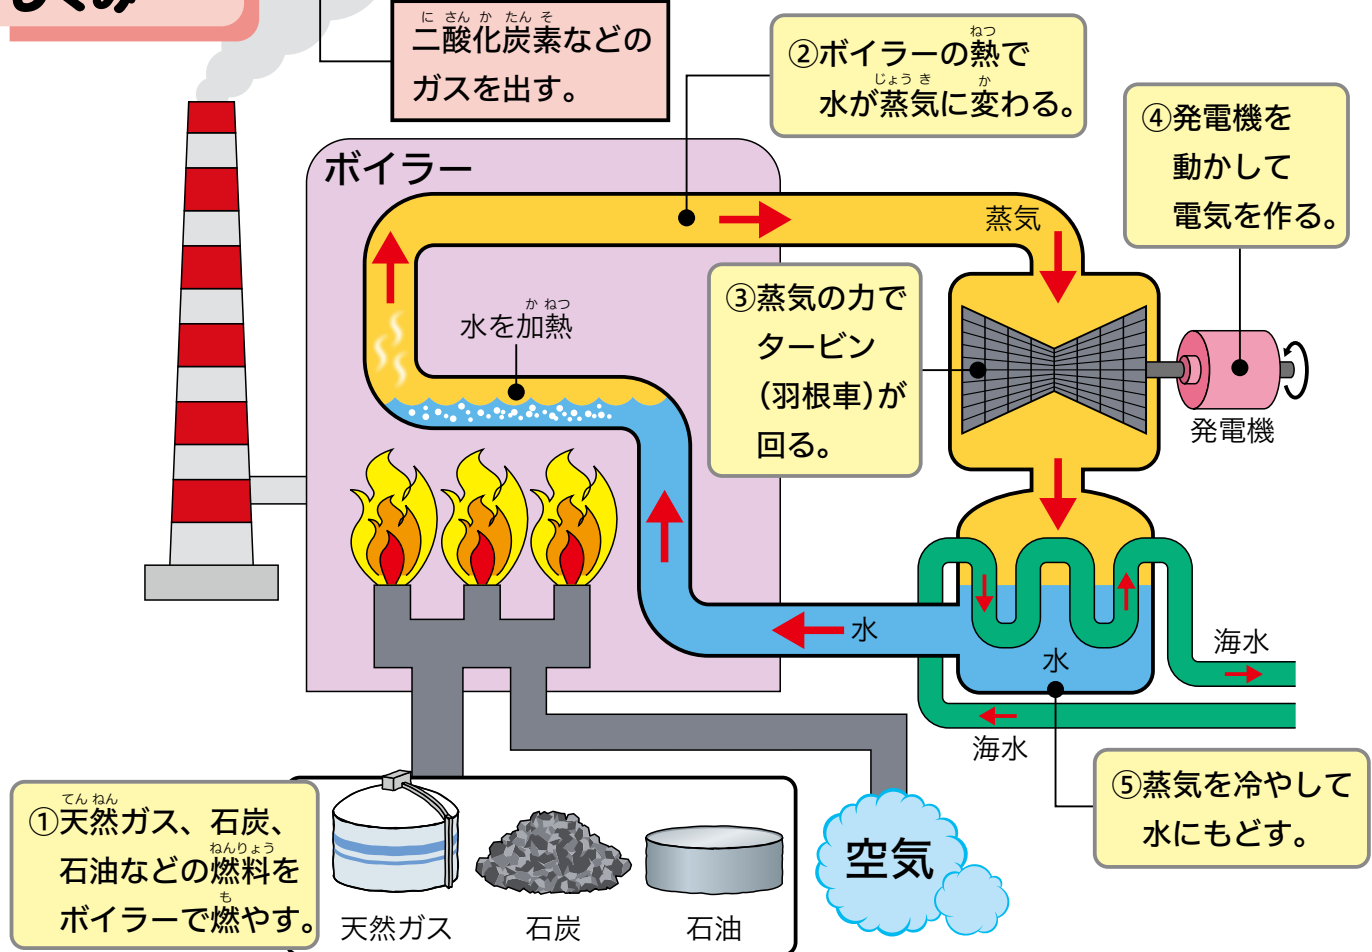 しくみ
二酸化炭素などの
ガスを出す。
②ボイラーの熱で
水が蒸気に変わる。
④発電機を
動かして
電気を作る。
ボイラー
蒸気
③蒸気の力で
タービン
(羽根車)が
回る。
水を加熱
発電機
水
水
海水
海水
⑤蒸気を冷やして
水にもどす。
①天然ガス、石炭、
石油などの燃料を
ボイラーで燃やす。
天然ガス
石炭
石油
空気
にさんかたんそ
ねつ
じょうき
か
かねつ
てんねん
ねんりょう
も